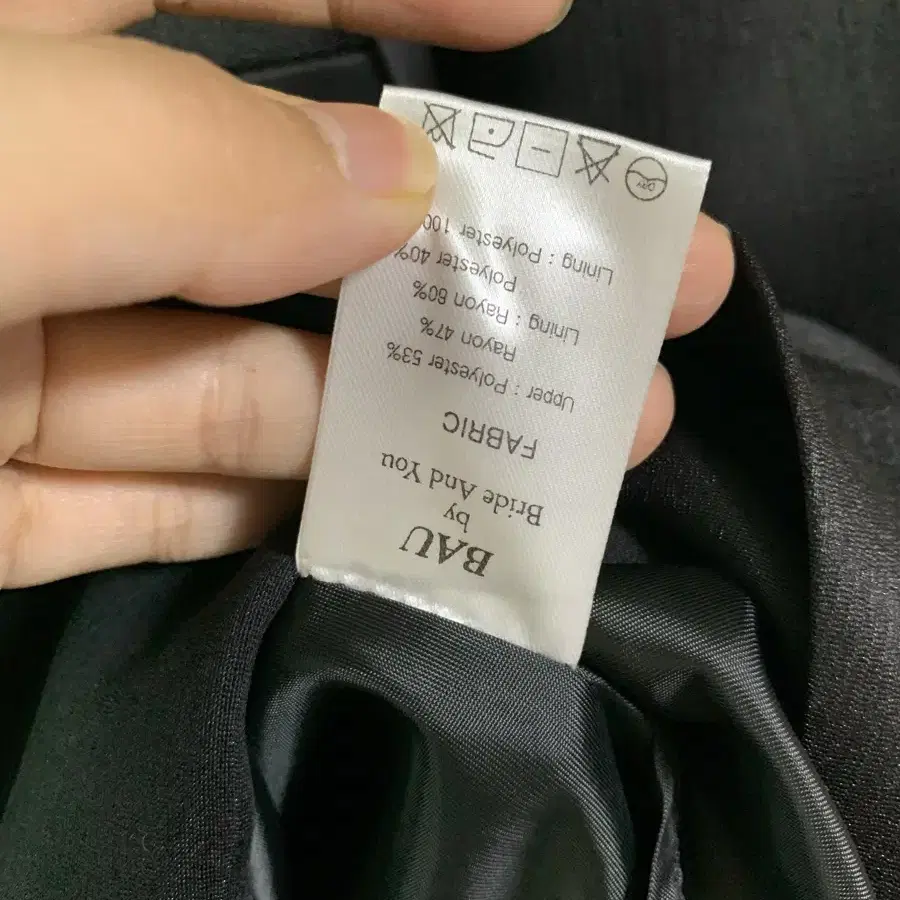 BAU
by
Bride And You
FABRIC
Upper : Polyester 53%
Rayon 47%
Lining : Rayon 60%
Polyester 40%
Lining : Polyester 100
DRY